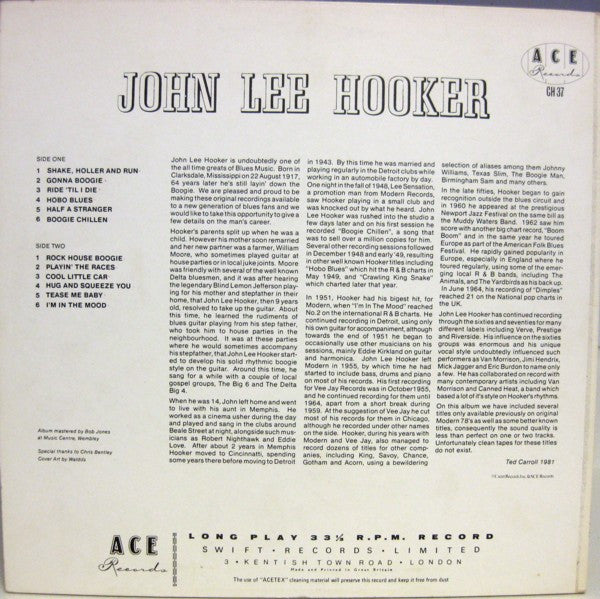 ACE
Records
CH 37
JOHN LEE HOOKER
SIDE ONE
1 SHAKE, HOLLER AND RUN
2 GONNA BOOGIE
3 RIDE 'TIL I DIE
4 HOBO BLUES
5 HALF A STRANGER
6 BOOGIE CHILLEN
SIDE TWO
1 ROCK HOUSE BOOGIE
2 PLAYIN' THE RACES
3 COOL LITTLE CAR
4 HUG AND SQUEEZE YOU
5 TEASE ME BABY
6 I'M IN THE MOOD
Album mastered by Bob Jones
at Music Centre, Wembley
Special thanks to Chris Bentley
Cover Art by Waldo's
John Lee Hooker is undoubtedly one of
the all time greats of Blues Music. Born in
Clarksdale, Mississippi on 22 August 1917,
64 years later he's still layin' down the
Boogie. We are pleased and proud to be
making these original recordings available
to a new generation of blues fans and we
would like to take this opportunity to give a
few details on the man's career.
Hooker's parents split up when he was a
child. However his mother soon remarried
and her new partner was a farmer, William
Moore, who sometimes played guitar at
house parties or in local juke joints. Moore
was friendly with several of the well known
Delta bluesman, and it was after hearing
the legendary Blind Lemon Jefferson play-
ing for his mother and stepfather in their
home, that John Lee Hooker, then 9 years
old, resolved to take up the guitar. About
this time, he learned the rudiments of
blues guitar playing from his step father,
who took him to house parties in the
neighbourhood. It was at these parties
where he would sometimes accompany
his stepfather, that John Lee Hooker start-
ed to develop his solid rhythmic boogie
style on the guitar. Around this time, he
sang for a while with a couple of local
gospel groups, The Big 6 and The Delta
Big 4.
When he was 14, John left home and went
to live with his aunt in Memphis. He
worked as a cinema usher during the day
and played and sang in the clubs around
Beale Street at night, alongside such musi-
cians as Robert Nighthawk and Eddie
Love. After about 2 years in Memphis
Hooker moved to Cincinnatti, spending
some years there before moving to Detroit
in 1943. By this time he was married and
playing regularly in the Detroit clubs while
working in an automobile factory by day.
One night in the fall of 1948, Lee Sensation,
a promotion man from Modern Records,
saw Hooker playing in a small club and
was knocked out by what he heard. John
Lee Hooker was rushed into the studio a
few days later and on his first session he
recorded "Boogie Chillen", a song that
was to sell over a million copies for him.
Several other recording sessions followed
in December 1948 and early '49, resulting
in other well known Hooker titles including
"Hobo Blues" which hit the R & B charts in
May 1949, and "Crawling King Snake"
which charted later that year.
In 1951, Hooker had his biggest hit, for
Modern, when "I'm In The Mood" reached
No.2 on the international R & B Charts. He
continued recording in Detroit, using only
his own guitar for accompaniment, although
towards the end of 1951 he began to
occasionally use other musicians on his
sessions, mainly Eddie Kirkland on guitar
and harmonica. John Lee Hooker left
Modern in 1955, by which time he had
started to include bass, drums and piano
on most of his records. His first recording
for Vee Jay Records was in October 1955,
and he continued recording for them until
1964, apart from a short break during
1959. At the suggestion of Vee Jay he cut
most of his records for them in Chicago,
although he recorded under other names
on the side. Hooker, during his years with
Modern and Vee Jay, also managed to
record dozens of titles for other com-
panies, including King, Savoy, Chance,
Gotham and Acorn, using a bewildering
selection of aliases among them Johnny
Williams, Texas Slim, The Boogie Man,
Birmingham Sam and many others.
In the late fifties, Hooker began to gain
recognition outside the blues circuit and
in 1960 he appeared at the prestigious
Newport Jazz Festival on the same bill as
the Muddy Waters Band. 1962 saw him
score with another big chart record, "Boom
Boom" and in the same year he toured
Europe as part of the American Folk Blues
Festival. He rapidly gained popularity in
Europe, especially in England where he
toured regularly, using some of the emerg-
ing local R & B bands, including The
Animals, and The Yardbirds as his back up.
In June 1964, his recording of "Dimples"
reached 21 on the National pop charts in
the UK.
John Lee Hooker has continued recording
through the sixties and seventies for many
different labels including Verve, Prestige
and Riverside. His influence on the sixties
groups was enormous and his unique
vocal style undoubtedly influenced such
performers as Van Morrison, Jimi Hendrix,
Mick Jagger and Eric Burdon to name only
a few. He has collaborated on record with
many contemporary artists including Van
Morrison and Canned Heat, a band which
based a lot of it's style on Hooker's rhythms.
On this album we have included several
titles only available previously on original
Modern 78's as well as some better known
titles, consequently the sound quality is
less than perfect on one or two tracks.
Unfortunately clean tapes for these titles
do not exist.
Ted Carroll 1981
ACE
Records
LONG PLAY 33⅓ R.P.M. RECORD
SWIFT • RECORDS • LIMITED
3 • KENTISH TOWN ROAD • LONDON
Made and Printed in Great Britain
The use of "ACETEX" cleaning material will preserve this record and keep it free from dust